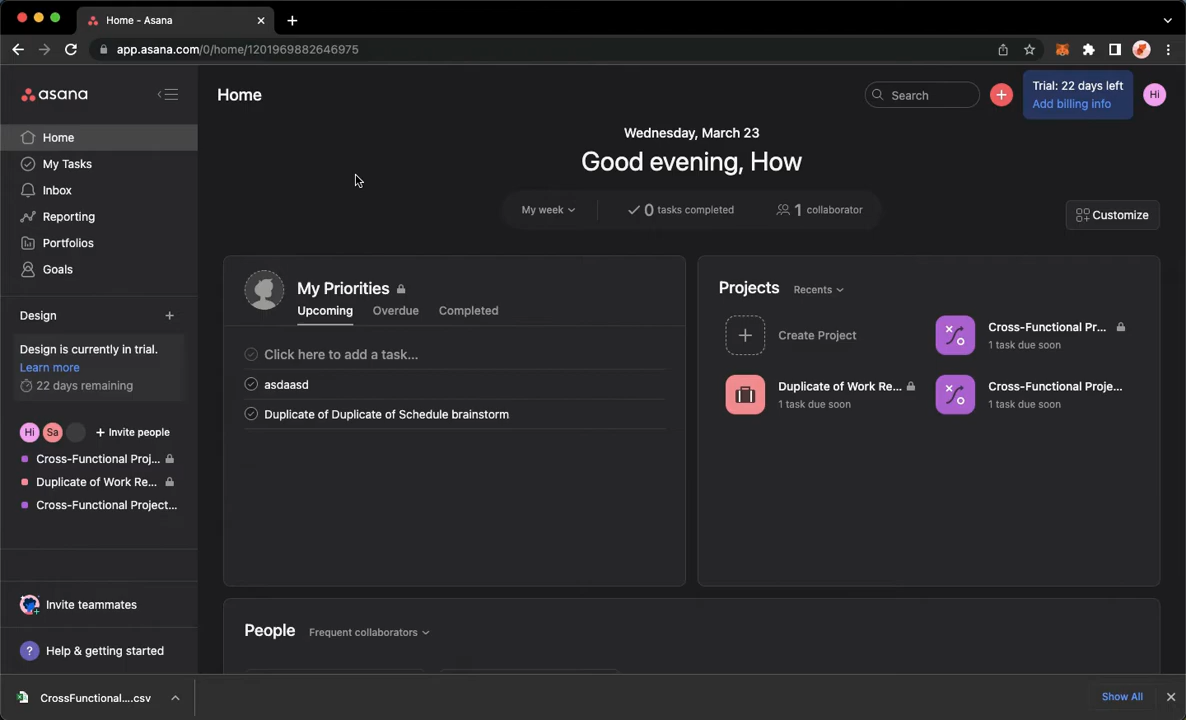 Home - Asana
app.asana.com/0/home/1201969882646975
asana
Home
My Tasks
Inbox
Reporting
Portfolios
Goals
Design
Design is currently in trial.
Learn more
22 days remaining
Hi Sa + Invite people
Cross-Functional Proj...
Duplicate of Work Re...
Cross-Functional Project...
Invite teammates
? Help & getting started
Home
Search
Trial: 22 days left
Add billing info
Hi
Wednesday, March 23
Good evening, How
My week
0 tasks completed
1 collaborator
Customize
My Priorities
Upcoming Overdue Completed
Click here to add a task...
asdaasd
Duplicate of Duplicate of Schedule brainstorm
Projects Recents
Create Project
Cross-Functional Pr...
1 task due soon
Duplicate of Work Re...
1 task due soon
Cross-Functional Proje...
1 task due soon
People Frequent collaborators
CrossFunctional....csv
Show All